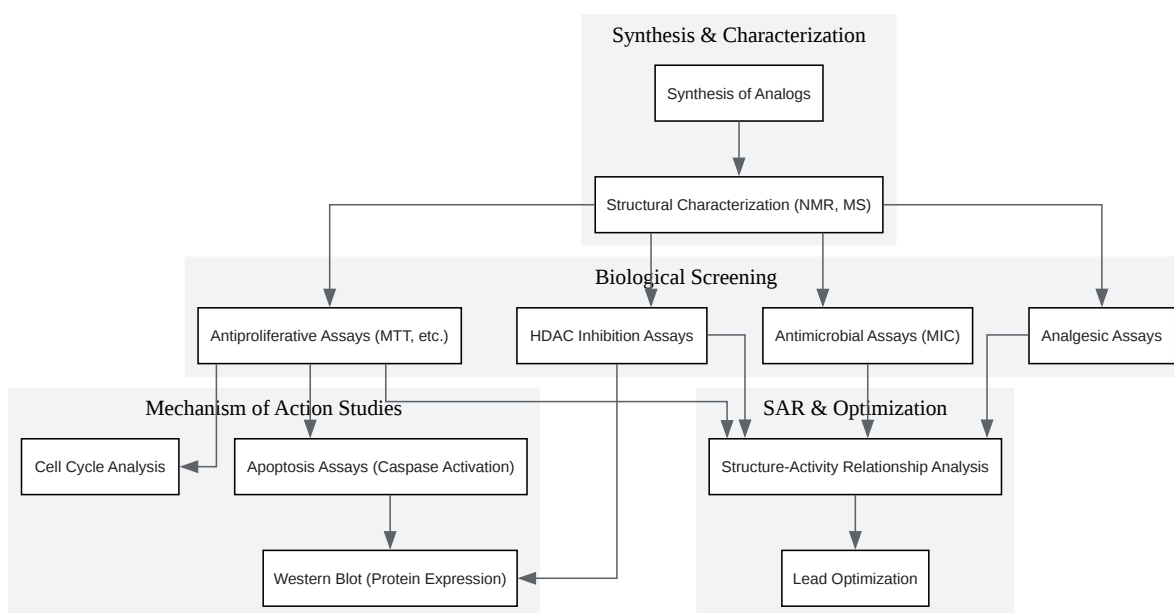 Synthesis & Characterization
Synthesis of Analogs
Structural Characterization (NMR, MS)
Biological Screening
Antiproliferative Assays (MTT, etc.)
HDAC Inhibition Assays
Antimicrobial Assays (MIC)
Analgesic Assays
Mechanism of Action Studies
SAR & Optimization
Cell Cycle Analysis
Apoptosis Assays (Caspase Activation)
Structure-Activity Relationship Analysis
Western Blot (Protein Expression)
Lead Optimization